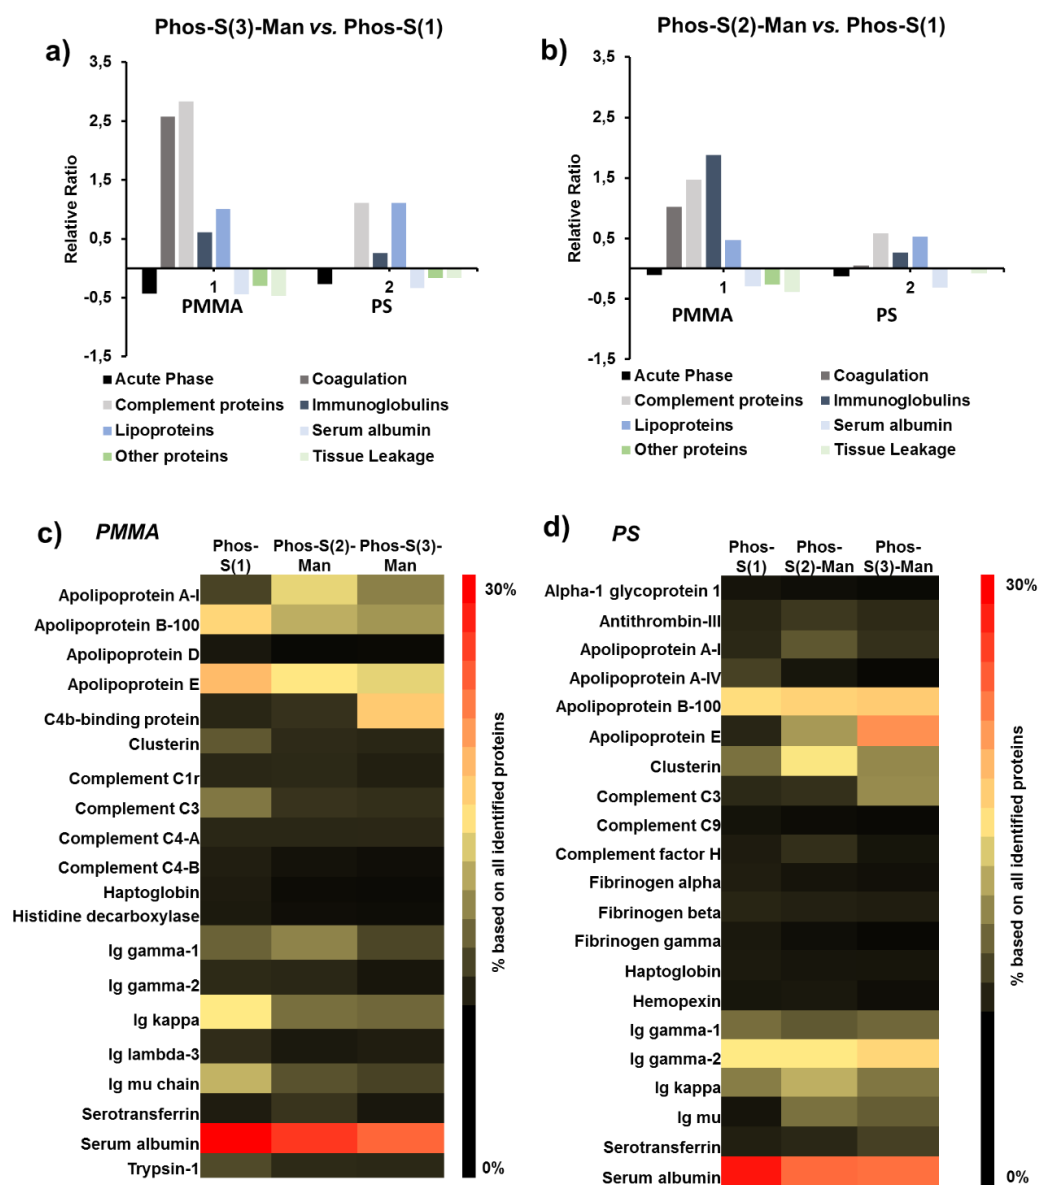 Phos-S(3)-Man vs. Phos-S(1)
a)
3,5
2,5
1,5
0,5
-0,5
-1,5
Relative Ratio
1
2
PMMA
PS
Acute Phase
Coagulation
Complement proteins
Immunoglobulins
Lipoproteins
Serum albumin
Other proteins
Tissue Leakage
Phos-S(2)-Man vs. Phos-S(1)
b)
3,5
2,5
1,5
0,5
-0,5
-1,5
Relative Ratio
1
2
PMMA
PS
Acute Phase
Coagulation
Complement proteins
Immunoglobulins
Lipoproteins
Serum albumin
Other proteins
Tissue Leakage
c)
PMMA
Phos-
S(1)
Phos-S(2)-
Man
Phos-S(3)-
Man
Apolipoprotein A-I
Apolipoprotein B-100
Apolipoprotein D
Apolipoprotein E
C4b-binding protein
Clusterin
Complement C1r
Complement C3
Complement C4-A
Complement C4-B
Haptoglobin
Histidine decarboxylase
Ig gamma-1
Ig gamma-2
Ig kappa
Ig lambda-3
Ig mu chain
Serotransferrin
Serum albumin
Trypsin-1
30%
% based on all identified proteins
0%
d)
PS
Phos-
S(1)
Phos-
S(2)-Man
Phos-
S(3)-Man
Alpha-1 glycoprotein 1
Antithrombin-III
Apolipoprotein A-I
Apolipoprotein A-IV
Apolipoprotein B-100
Apolipoprotein E
Clusterin
Complement C3
Complement C9
Complement factor H
Fibrinogen alpha
Fibrinogen beta
Fibrinogen gamma
Haptoglobin
Hemopexin
Ig gamma-1
Ig gamma-2
Ig kappa
Ig mu
Serotransferrin
Serum albumin
30%
% based on all identified proteins
0%